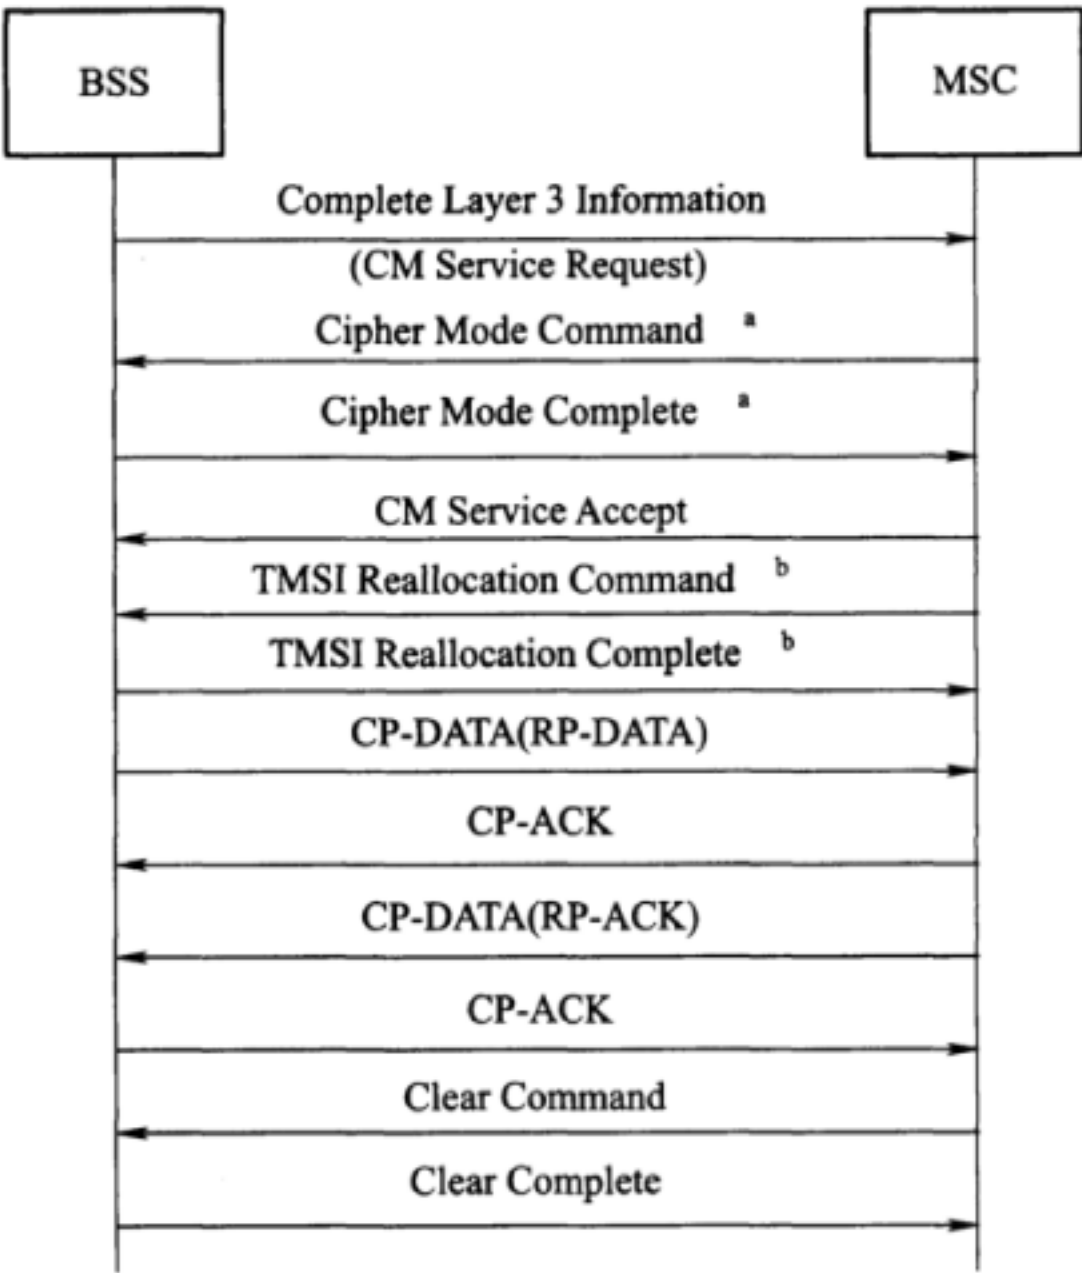 BSS
MSC
Complete Layer 3 Information
(CM Service Request)
Cipher Mode Command a
Cipher Mode Complete a
CM Service Accept
TMSI Reallocation Command b
TMSI Reallocation Complete b
CP-DATA(RP-DATA)
CP-ACK
CP-DATA(RP-ACK)
CP-ACK
Clear Command
Clear Complete